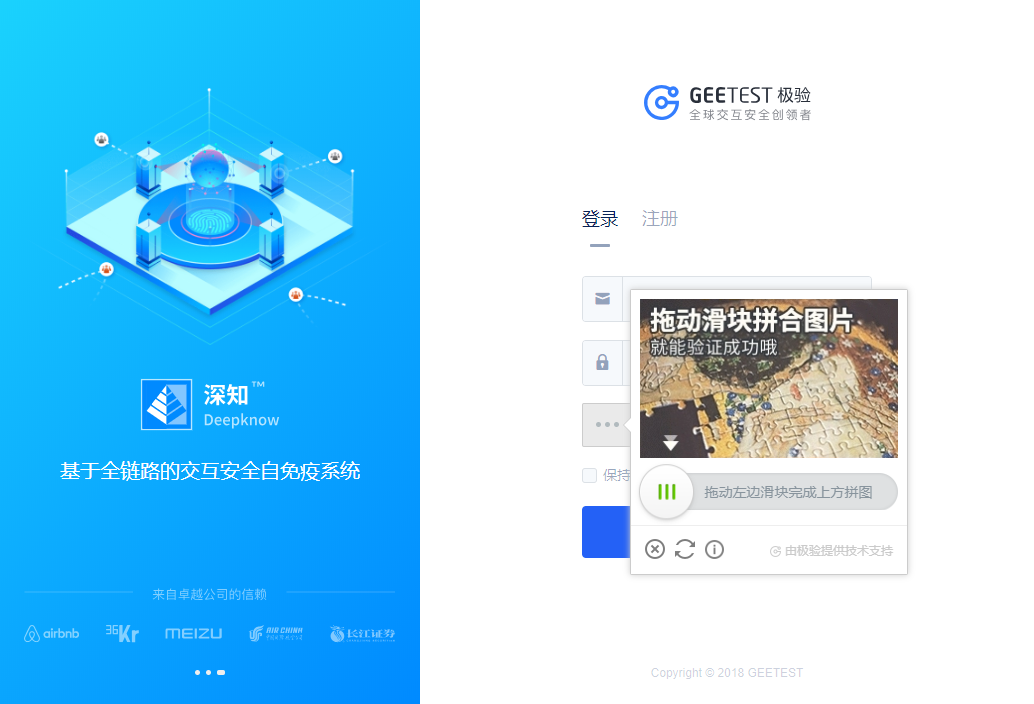 深知™
Deepknow
基于全链路的交互安全自免疫系统
来自卓越公司的信赖
airbnb
36Kr
MEIZU
AIR CHINA
长江证券
GEETEST 极验
全球交互安全创领者
登录 注册
拖动滑块拼合图片
就能验证成功哦
保持
拖动左边滑块完成上方拼图
由极验提供技术支持
Copyright © 2018 GEETEST